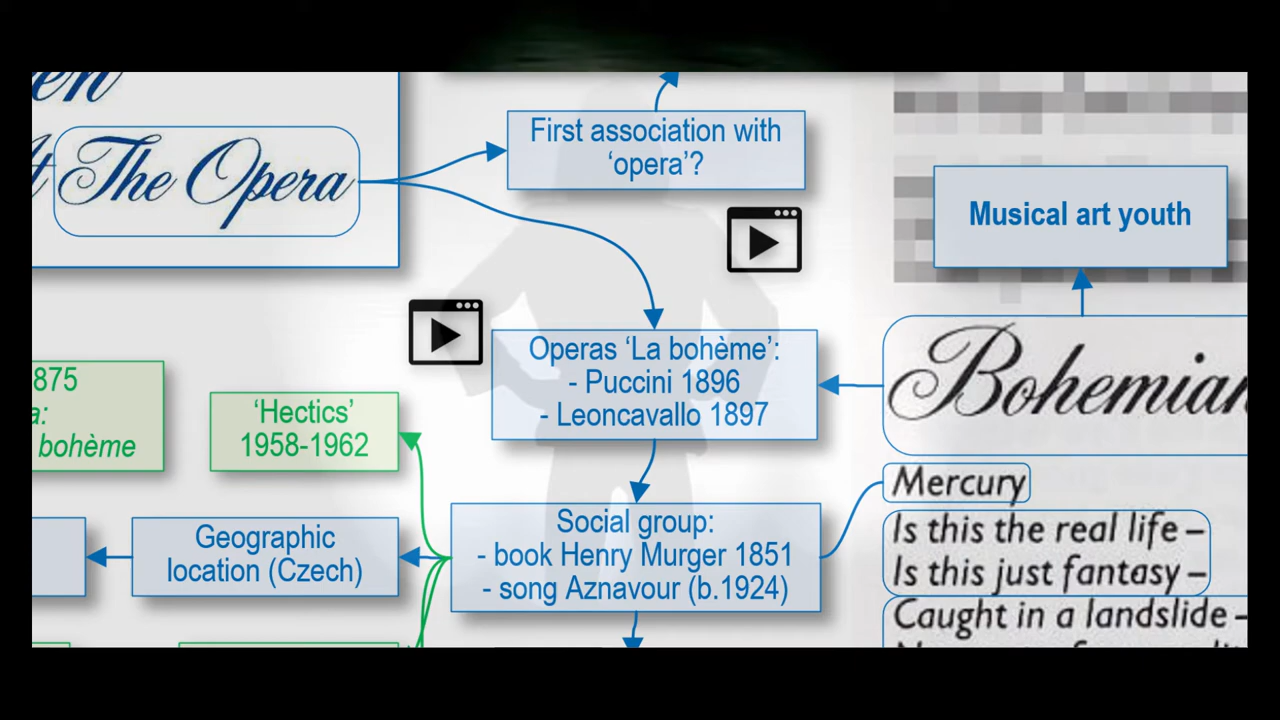 en
The Opera
First association with
‘opera’?
Musical art youth
Operas ‘La bohème’:
- Puccini 1896
- Leoncavallo 1897
Bohemian
875
a:
bohème
‘Hectics’
1958-1962
Mercury
Is this the real life –
Is this just fantasy –
Caught in a landslide –
Social group:
- book Henry Murger 1851
- song Aznavour (b.1924)
Geographic
location (Czech)